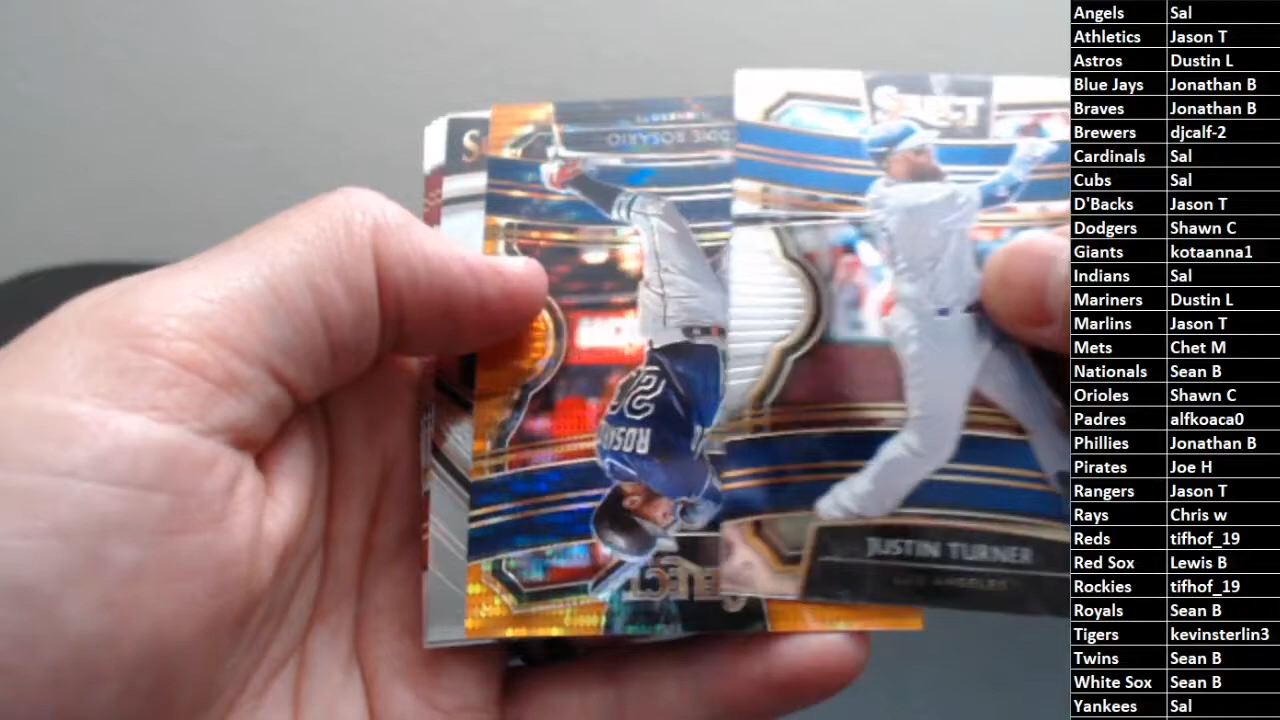 SELECT
JUSTIN TURNER
LOS ANGELES
DIE ROSARIO
ROSA
20
Angels Sal
Athletics Jason T
Astros Dustin L
Blue Jays Jonathan B
Braves Jonathan B
Brewers djcalf-2
Cardinals Sal
Cubs Sal
D'Backs Jason T
Dodgers Shawn C
Giants kotaanna1
Indians Sal
Mariners Dustin L
Marlins Jason T
Mets Chet M
Nationals Sean B
Orioles Shawn C
Padres alfkoaca0
Phillies Jonathan B
Pirates Joe H
Rangers Jason T
Rays Chris w
Reds tifhof_19
Red Sox Lewis B
Rockies tifhof_19
Royals Sean B
Tigers kevinsterlin3
Twins Sean B
White Sox Sean B
Yankees Sal